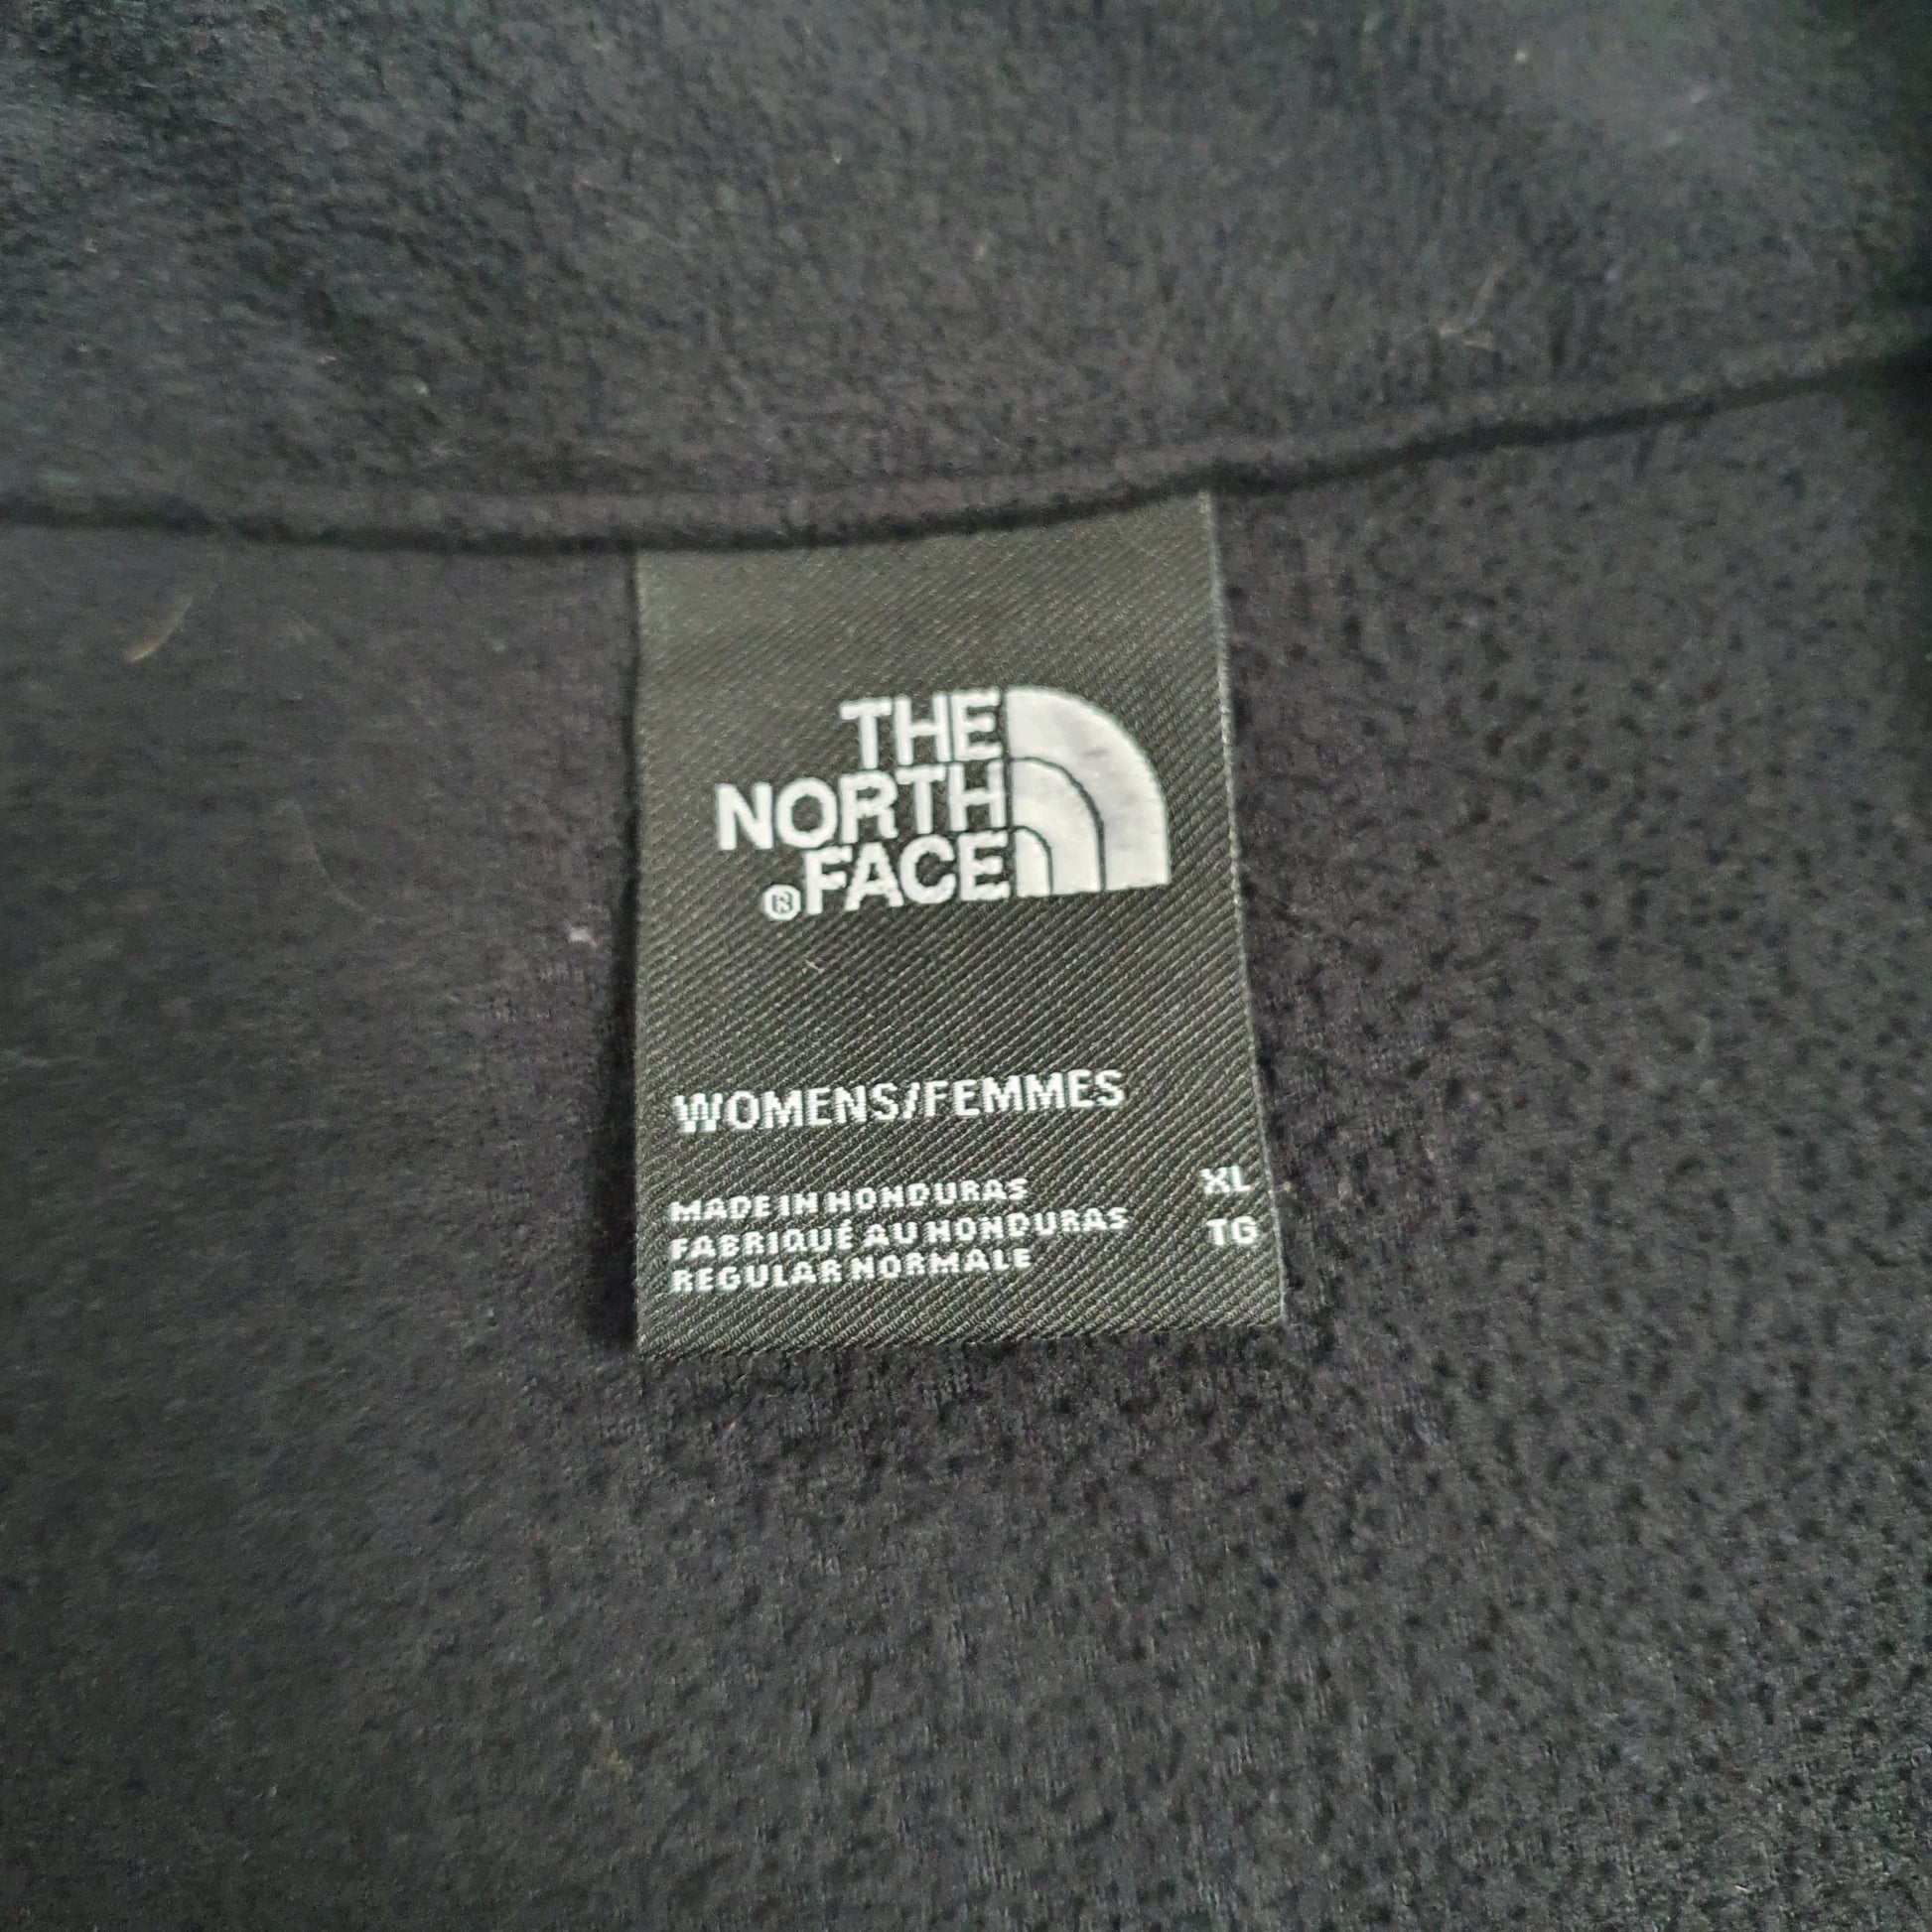 THE
NORTH
®FACE
WOMENS/FEMMES
MADE IN HONDURAS XL
FABRIQUÉ AU HONDURAS TG
REGULAR NORMALE